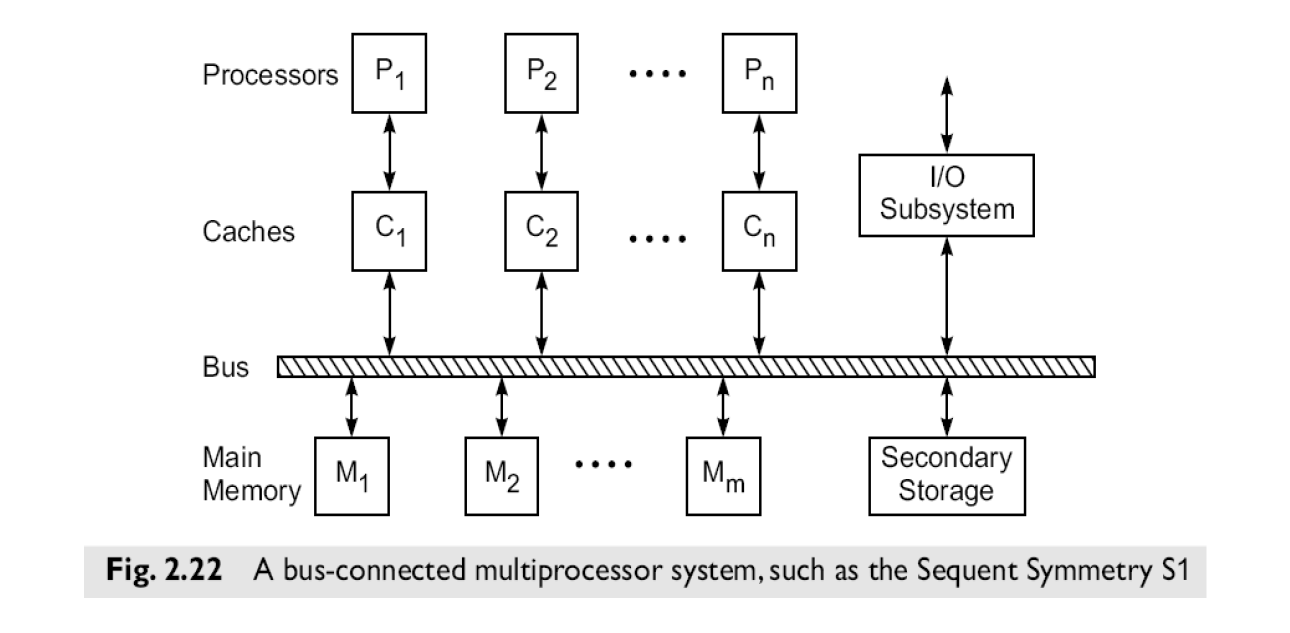 Processors P1 P2 •••• Pn
I/O
Subsystem
Caches C1 C2 •••• Cn
Bus
Main
Memory M1 M2 •••• Mm
Secondary
Storage
Fig. 2.22 A bus-connected multiprocessor system, such as the Sequent Symmetry S1